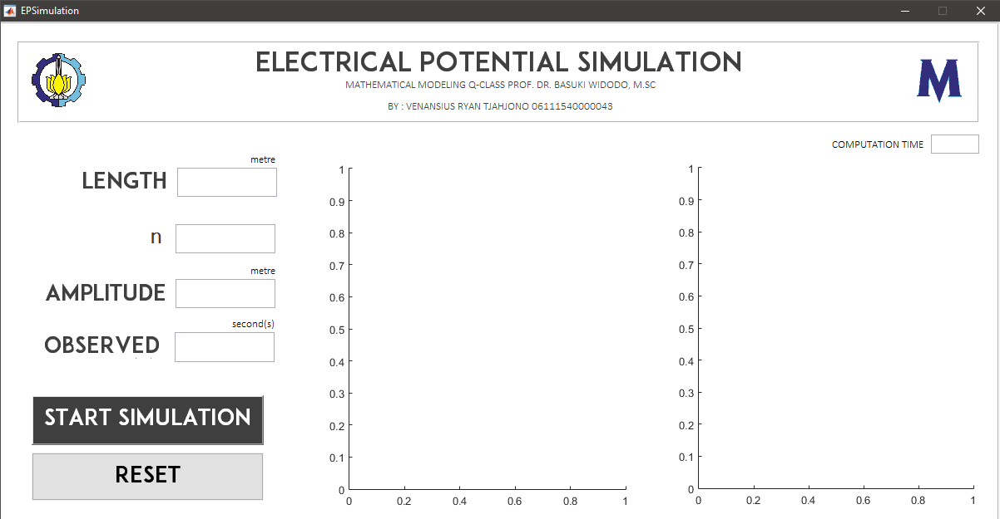 EPSimulation
ELECTRICAL POTENTIAL SIMULATION
MATHEMATICAL MODELING Q-CLASS PROF. DR. BASUKI WIDODO, M.SC
BY : VENANSIUS RYAN TJAHJONO 06111540000043
M
COMPUTATION TIME
metre
LENGTH
n
metre
AMPLITUDE
second(s)
OBSERVED
START SIMULATION
RESET
1
0.9
0.8
0.7
0.6
0.5
0.4
0.3
0.2
0.1
0
0 0.2 0.4 0.6 0.8 1
1
0.9
0.8
0.7
0.6
0.5
0.4
0.3
0.2
0.1
0
0 0.2 0.4 0.6 0.8 1